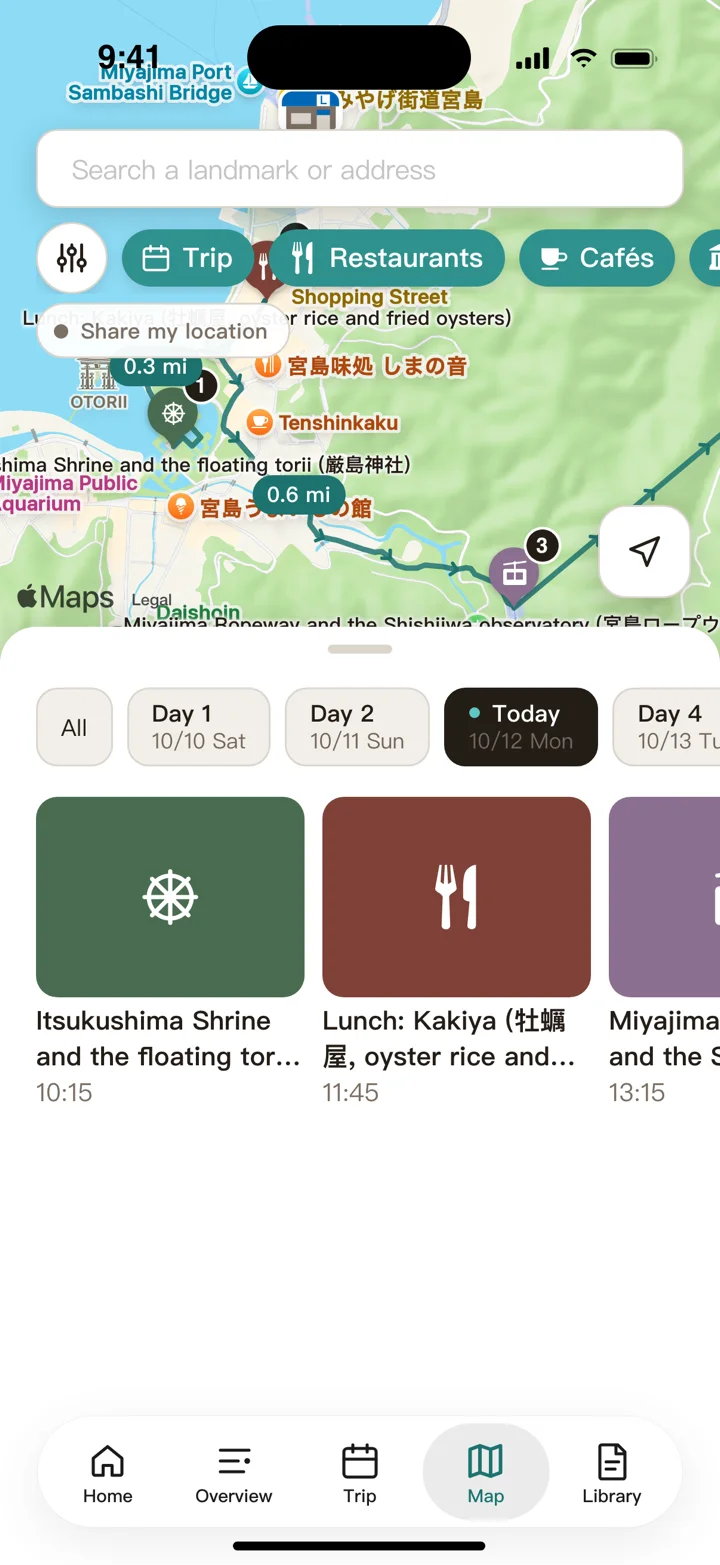 9:41
Miyajima Port
Sambashi Bridge
みやげ街道宮島
Search a landmark or address
Trip
Restaurants
Cafés
Shopping Street
Lunch: Kakiya (牡蠣屋, oyster rice and fried oysters)
Share my location
0.3 mi
宮島味処 しまの音
1
OTORII
Tenshinkaku
shima Shrine and the floating torii (厳島神社)
Miyajima Public
Aquarium
0.6 mi
3
Maps
Legal
Daishoin
Miyajima Ropeway and the Shishiiwa observatory (宮島ロープウ
All
Day 1
10/10 Sat
Day 2
10/11 Sun
Today
10/12 Mon
Day 4
10/13 Tu
Itsukushima Shrine
and the floating tor...
10:15
Lunch: Kakiya (牡蠣
屋, oyster rice and...
11:45
Miyajima
and the S
13:15
Home
Overview
Trip
Map
Library